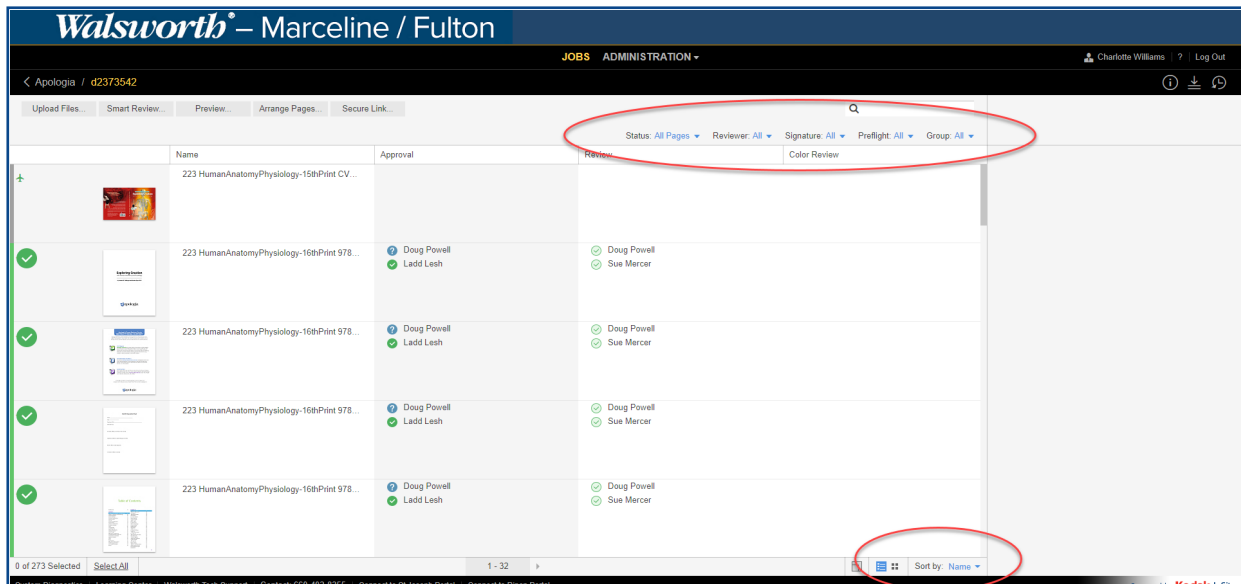 Walsworth® – Marceline / Fulton
JOBS ADMINISTRATION
Charlotte Williams | ? | Log Out
Apologia / d2373542
Upload Files... Smart Review... Preview... Arrange Pages... Secure Link...
Status: All Pages Reviewer: All Signature: All Preflight: All Group: All
Name Approval Review Color Review
223 HumanAnatomyPhysiology-15thPrint CV...
223 HumanAnatomyPhysiology-16thPrint 978...
Doug Powell Doug Powell
Ladd Lesh Sue Mercer
223 HumanAnatomyPhysiology-16thPrint 978...
Doug Powell Doug Powell
Ladd Lesh Sue Mercer
223 HumanAnatomyPhysiology-16thPrint 978...
Doug Powell Doug Powell
Ladd Lesh Sue Mercer
223 HumanAnatomyPhysiology-16thPrint 978...
Doug Powell Doug Powell
Ladd Lesh Sue Mercer
0 of 273 Selected Select All 1 - 32 Sort by: Name